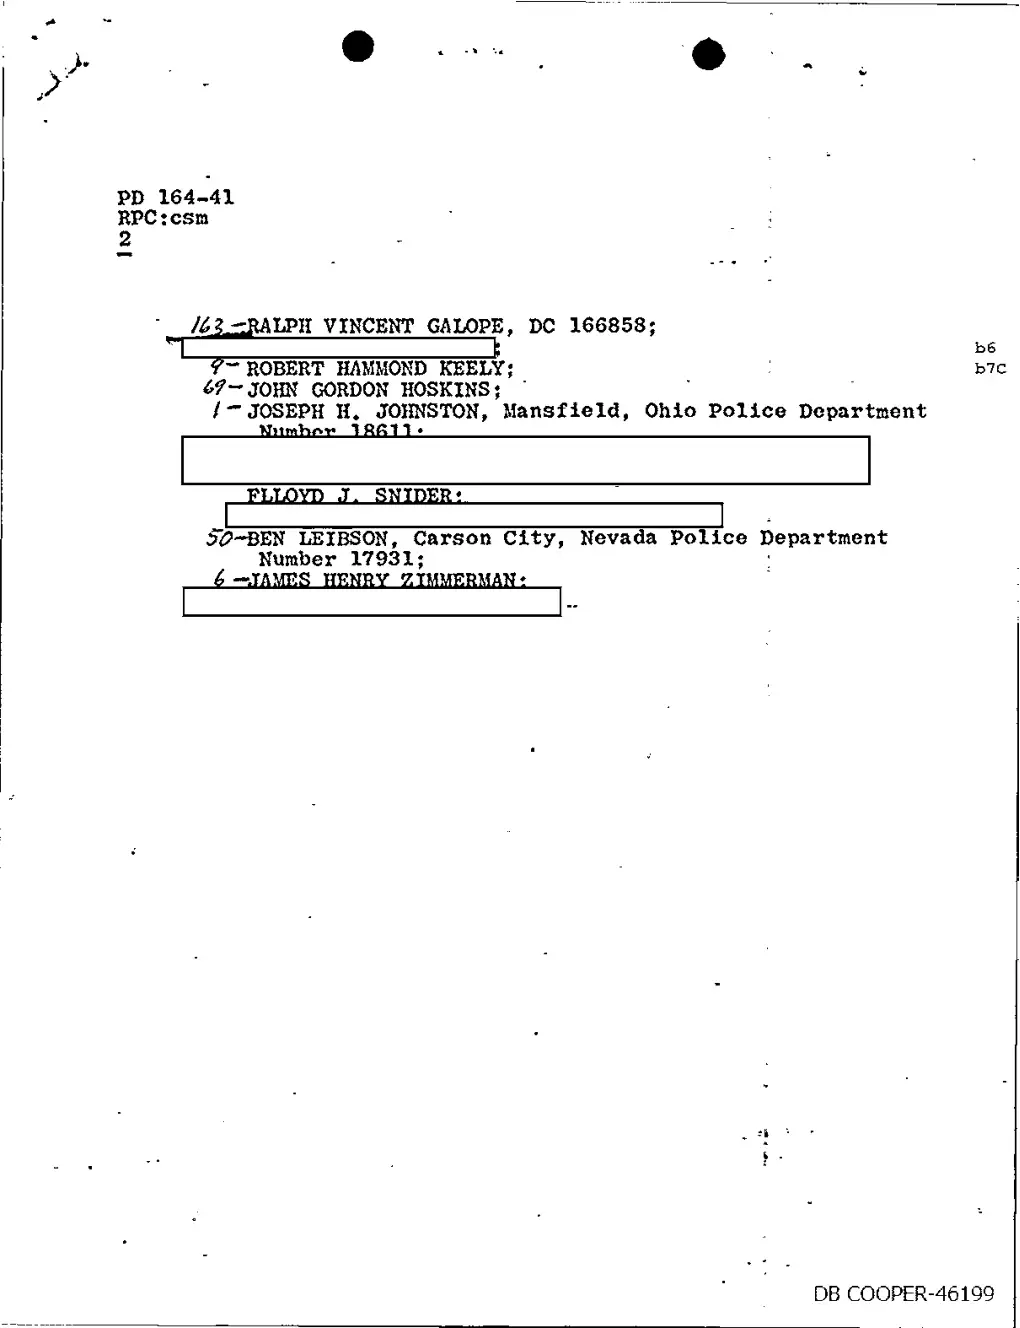 PD 164-41
RPC:csm
2
163-RALPH VINCENT GALOPE, DC 166858;
b6
9- ROBERT HAMMOND KEELY;
b7C
69-JOHN GORDON HOSKINS;
1-JOSEPH H. JOHNSTON, Mansfield, Ohio Police Department
Number 18611;
FLLOYD J. SNIDER;
50-BEN LEIBSON, Carson City, Nevada Police Department
Number 17931;
6-JAMES HENRY ZIMMERMAN;
--
DB COOPER-46199